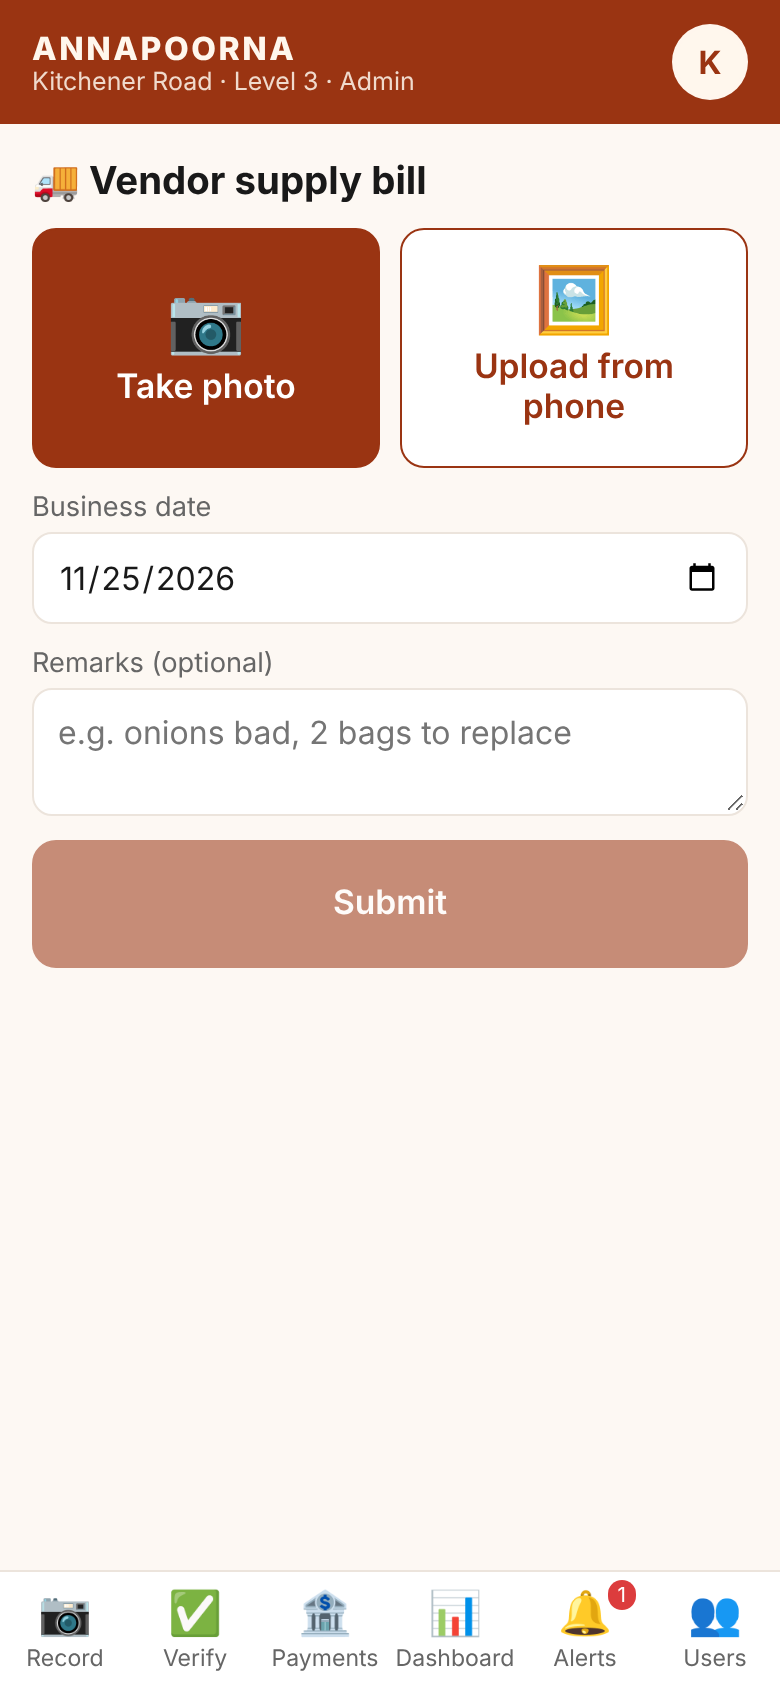 ANNAPOORNA
Kitchener Road · Level 3 · Admin
K
Vendor supply bill
Take photo
Upload from
phone
Business date
11/25/2026
Remarks (optional)
e.g. onions bad, 2 bags to replace
Submit
1
Record
Verify
Payments
Dashboard
Alerts
Users